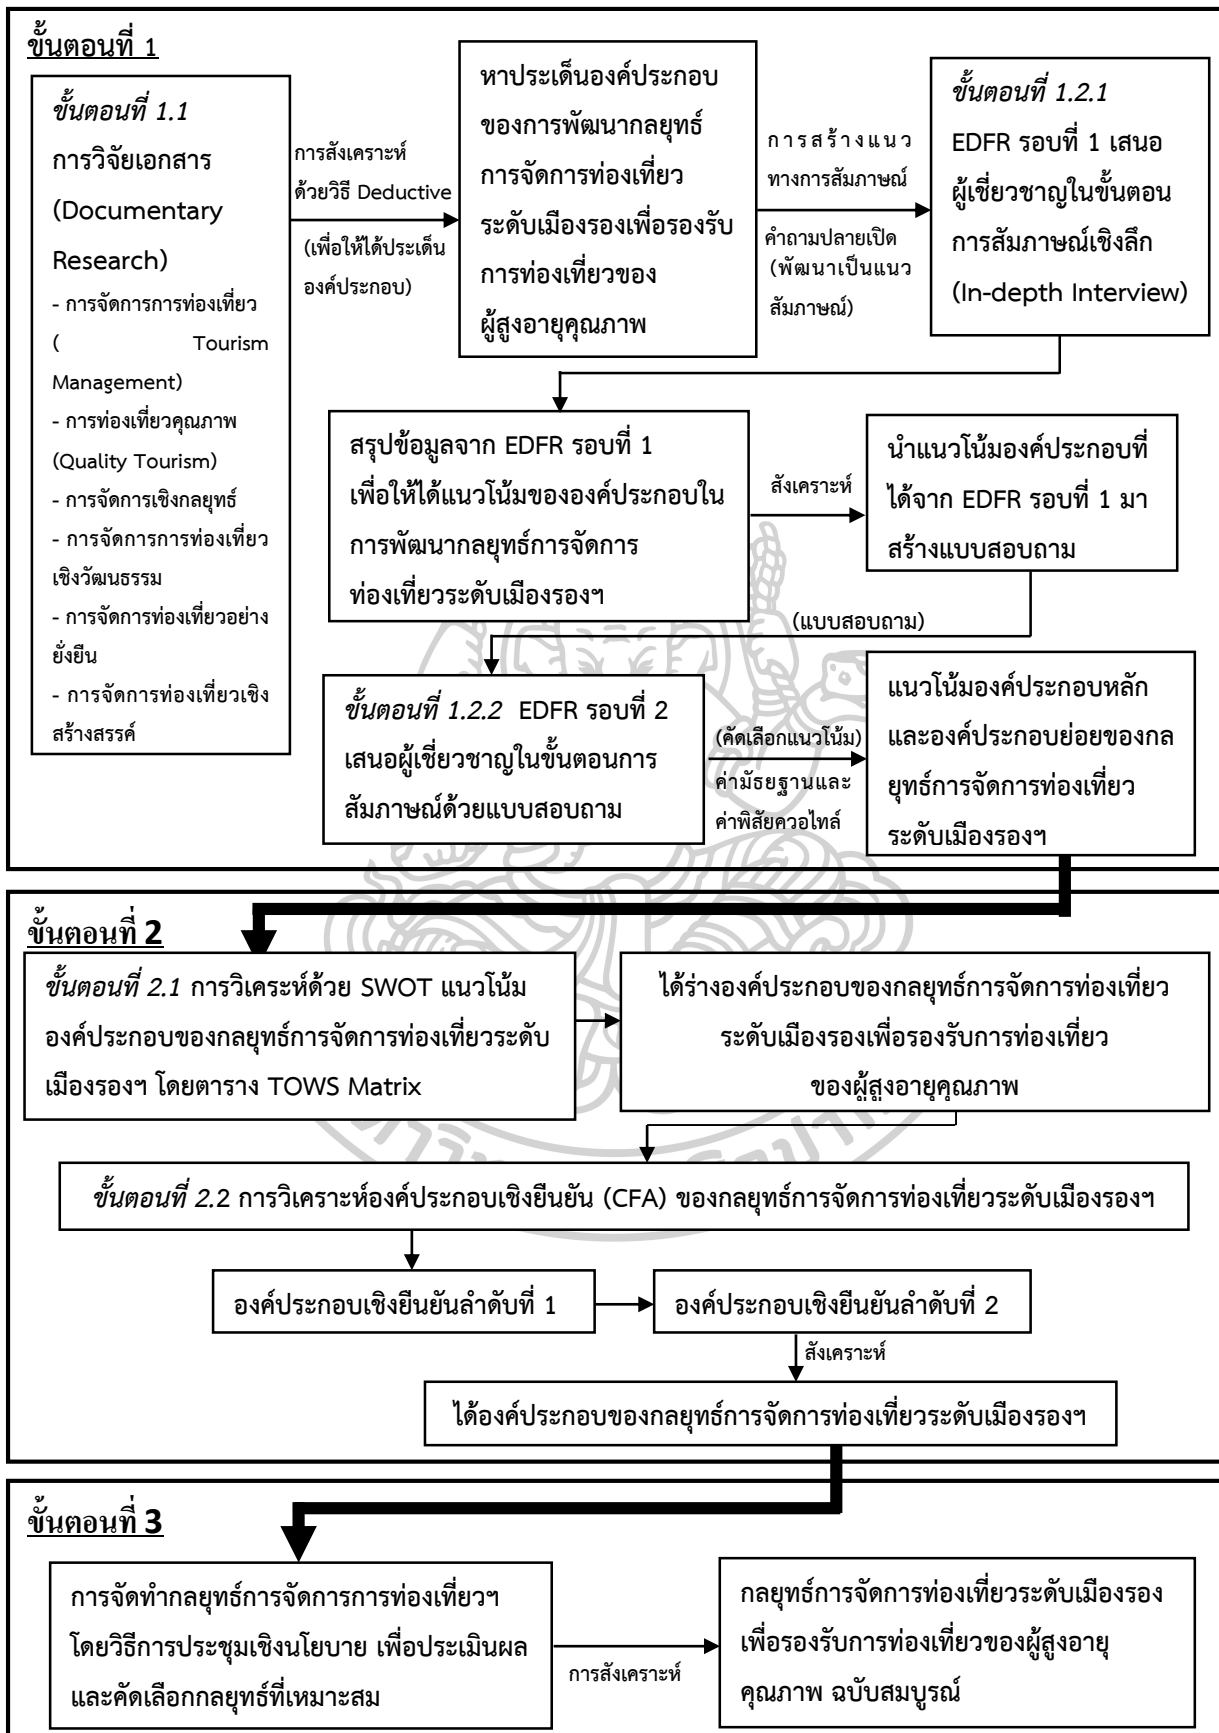 ขั้นตอนที่ 1
ขั้นตอนที่ 1.1
การวิจัยเอกสาร
(Documentary
Research)
- การจัดการการท่องเที่ยว
( Tourism
Management)
- การท่องเที่ยวคุณภาพ
(Quality Tourism)
- การจัดการเชิงกลยุทธ์
- การจัดการการท่องเที่ยว
เชิงวัฒนธรรม
- การจัดการท่องเที่ยวอย่าง
ยั่งยืน
- การจัดการท่องเที่ยวเชิง
สร้างสรรค์
การสังเคราะห์
ด้วยวิธี Deductive
(เพื่อให้ได้ประเด็น
องค์ประกอบ)
หาประเด็นองค์ประกอบ
ของการพัฒนากลยุทธ์
การจัดการท่องเที่ยว
ระดับเมืองรองเพื่อรองรับ
การท่องเที่ยวของ
ผู้สูงอายุคุณภาพ
การสร้างแนว
ทางการสัมภาษณ์
คำถามปลายเปิด
(พัฒนาเป็นแนว
สัมภาษณ์)
ขั้นตอนที่ 1.2.1
EDFR รอบที่ 1 เสนอ
ผู้เชี่ยวชาญในขั้นตอน
การสัมภาษณ์เชิงลึก
(In-depth Interview)
สรุปข้อมูลจาก EDFR รอบที่ 1
เพื่อให้ได้แนวโน้มขององค์ประกอบใน
การพัฒนากลยุทธ์การจัดการ
ท่องเที่ยวระดับเมืองรองฯ
สังเคราะห์
นำแนวโน้มองค์ประกอบที่
ได้จาก EDFR รอบที่ 1 มา
สร้างแบบสอบถาม
(แบบสอบถาม)
ขั้นตอนที่ 1.2.2 EDFR รอบที่ 2
เสนอผู้เชี่ยวชาญในขั้นตอนการ
สัมภาษณ์ด้วยแบบสอบถาม
(คัดเลือกแนวโน้ม)
ค่ามัธยฐานและ
ค่าพิสัยควอไทล์
แนวโน้มองค์ประกอบหลัก
และองค์ประกอบย่อยของกล
ยุทธ์การจัดการท่องเที่ยว
ระดับเมืองรองฯ
ขั้นตอนที่ 2
ขั้นตอนที่ 2.1 การวิเคระห์ด้วย SWOT แนวโน้ม
องค์ประกอบของกลยุทธ์การจัดการท่องเที่ยวระดับ
เมืองรองฯ โดยตาราง TOWS Matrix
ได้ร่างองค์ประกอบของกลยุทธ์การจัดการท่องเที่ยว
ระดับเมืองรองเพื่อรองรับการท่องเที่ยว
ของผู้สูงอายุคุณภาพ
ขั้นตอนที่ 2.2 การวิเคราะห์องค์ประกอบเชิงยืนยัน (CFA) ของกลยุทธ์การจัดการท่องเที่ยวระดับเมืองรองฯ
องค์ประกอบเชิงยืนยันลำดับที่ 1
องค์ประกอบเชิงยืนยันลำดับที่ 2
สังเคราะห์
ได้องค์ประกอบของกลยุทธ์การจัดการท่องเที่ยวระดับเมืองรองฯ
ขั้นตอนที่ 3
การจัดทำกลยุทธ์การจัดการการท่องเที่ยวฯ
โดยวิธีการประชุมเชิงนโยบาย เพื่อประเมินผล
และคัดเลือกกลยุทธ์ที่เหมาะสม
การสังเคราะห์
กลยุทธ์การจัดการท่องเที่ยวระดับเมืองรอง
เพื่อรองรับการท่องเที่ยวของผู้สูงอายุ
คุณภาพ ฉบับสมบูรณ์